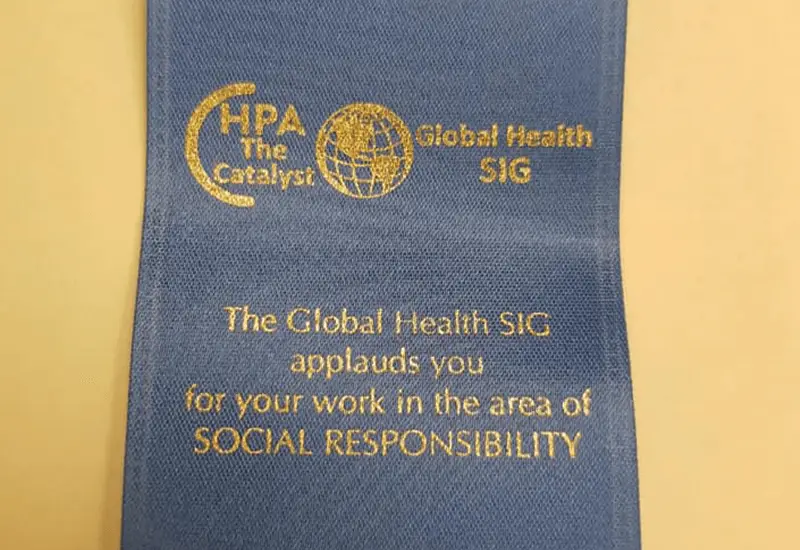 HPA
The
Catalyst
Global Health
SIG
The Global Health SIG
applauds you
for your work in the area of
SOCIAL RESPONSIBILITY